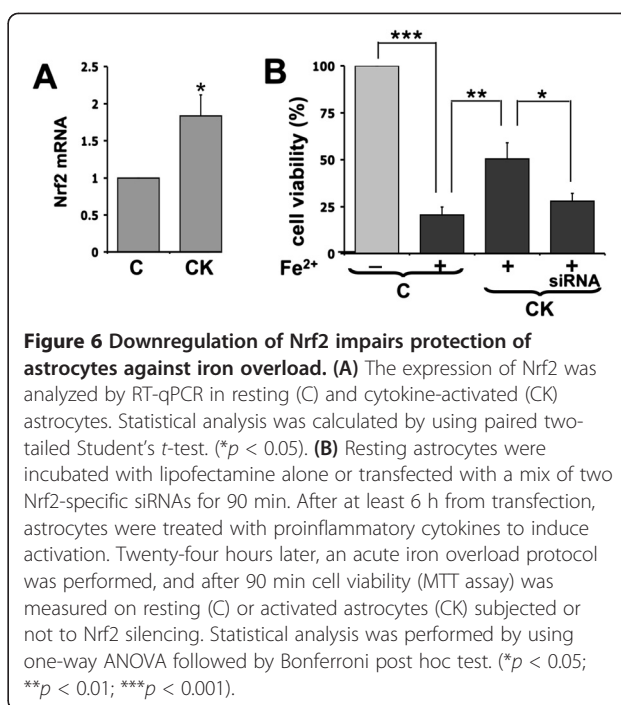 A
Nrf2 mRNA
2.5
2
1.5
1
0.5
0
*
C CK
B
cell viability (%)
100
75
50
25
0
***
** *
Fe²⁺ – + + +
siRNA
C CK
Figure 6 Downregulation of Nrf2 impairs protection of
astrocytes against iron overload. (A) The expression of Nrf2 was
analyzed by RT-qPCR in resting (C) and cytokine-activated (CK)
astrocytes. Statistical analysis was calculated by using paired two-
tailed Student's t-test. (*p < 0.05). (B) Resting astrocytes were
incubated with lipofectamine alone or transfected with a mix of two
Nrf2-specific siRNAs for 90 min. After at least 6 h from transfection,
astrocytes were treated with proinflammatory cytokines to induce
activation. Twenty-four hours later, an acute iron overload protocol
was performed, and after 90 min cell viability (MTT assay) was
measured on resting (C) or activated astrocytes (CK) subjected or
not to Nrf2 silencing. Statistical analysis was performed by using
one-way ANOVA followed by Bonferroni post hoc test. (*p < 0.05;
**p < 0.01; ***p < 0.001).